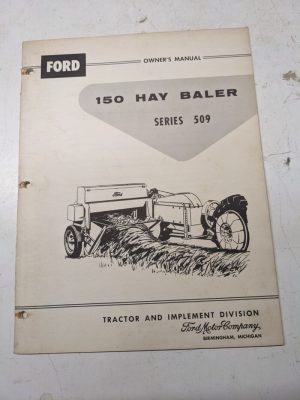 FORD
OWNER'S MANUAL
150 HAY BALER
SERIES 509
Ford
TRACTOR AND IMPLEMENT DIVISION
Ford Motor Company,
BIRMINGHAM, MICHIGAN